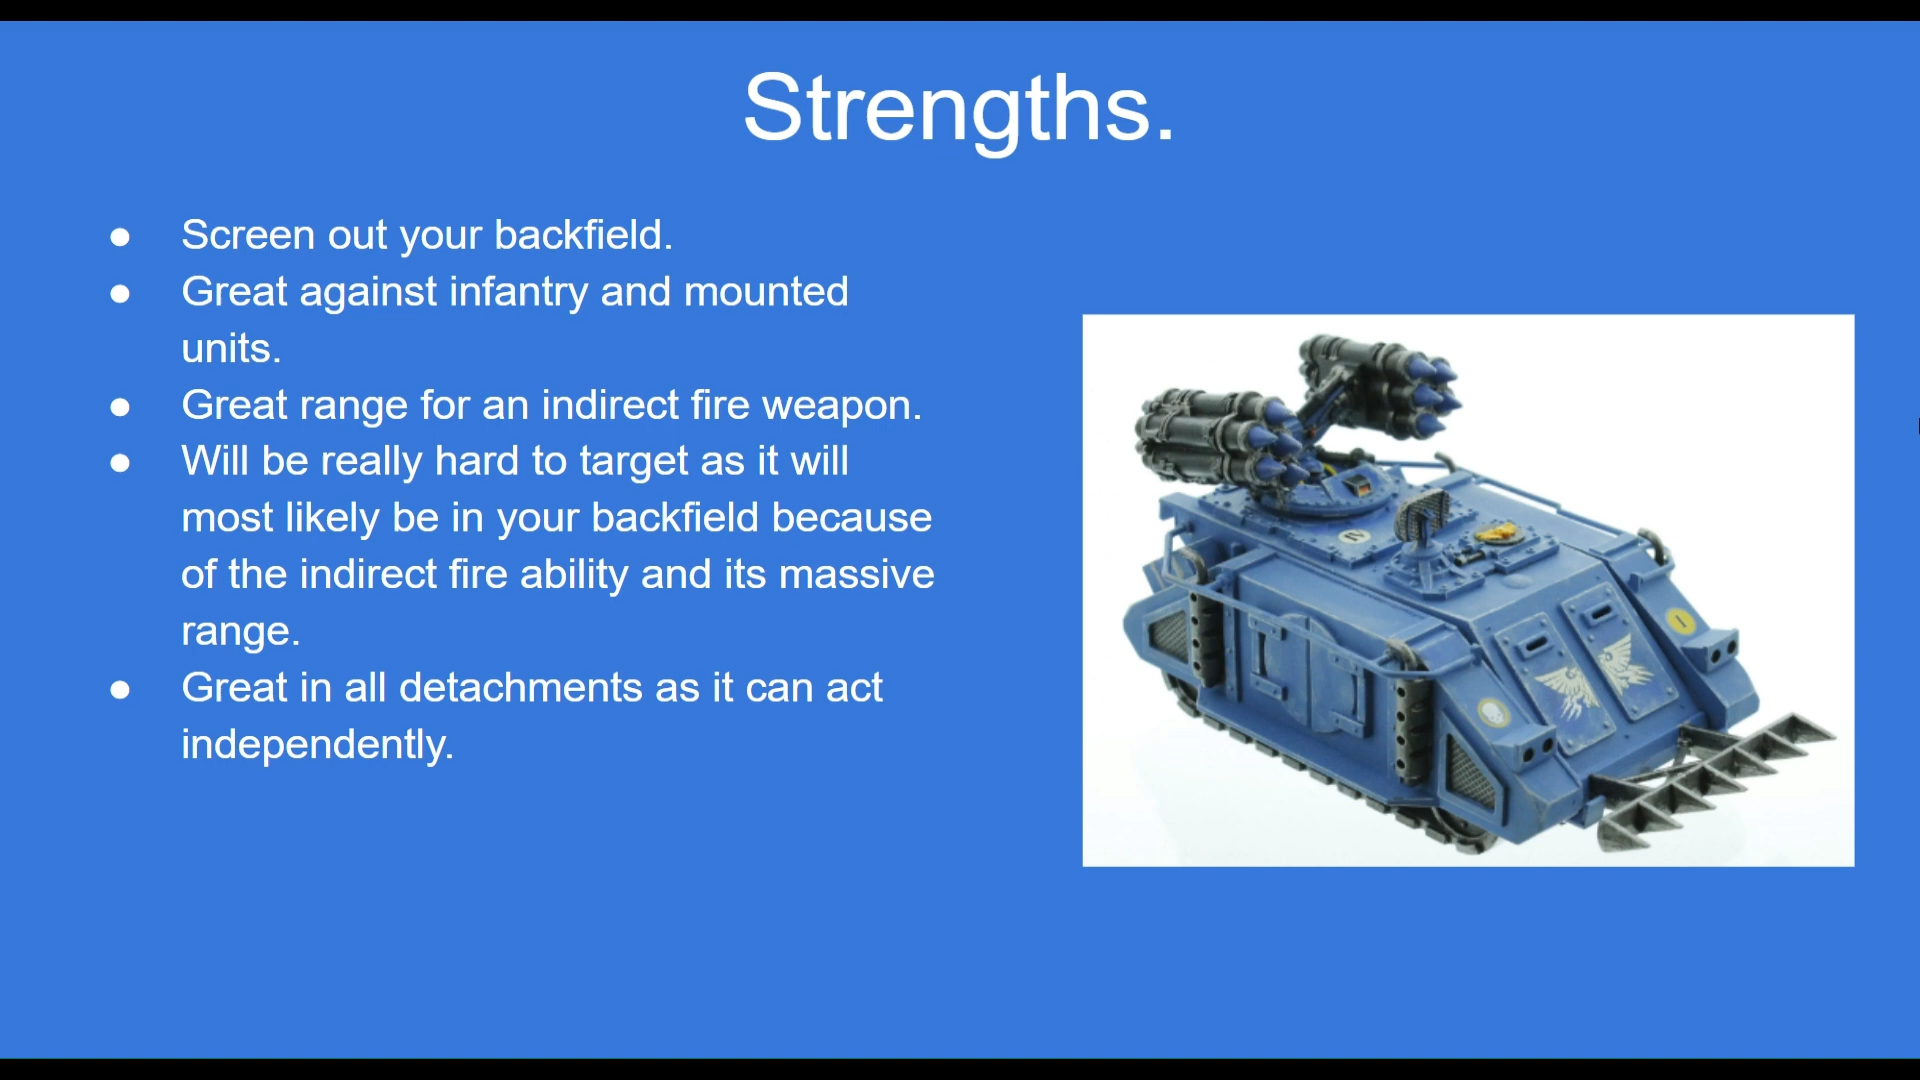 Strengths.
● Screen out your backfield.
● Great against infantry and mounted
units.
● Great range for an indirect fire weapon.
● Will be really hard to target as it will
most likely be in your backfield because
of the indirect fire ability and its massive
range.
● Great in all detachments as it can act
independently.
IV
I